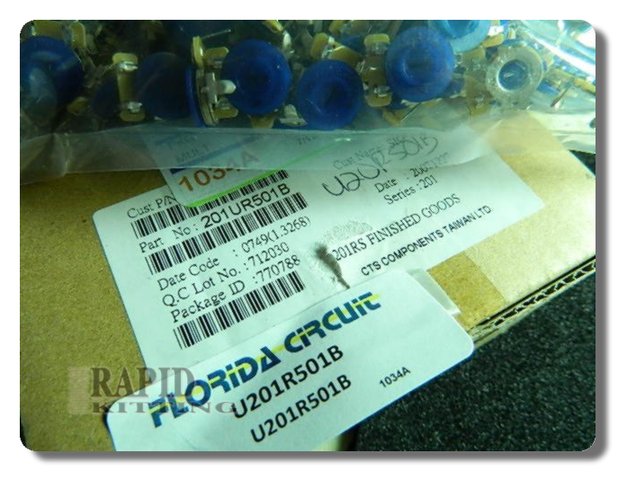 1034A
Cust P/N
Part No : 201UR501B
Date Code : 0749(1.3268)
Q.C Lot No. : 712030
Package ID : 770788
Cust Name
U201R501B
Series : 201
201RS FINISHED GOODS
CTS COMPONENTS TAIWAN LTD.
FLORIDA CIRCUIT
U201R501B
U201R501B
1034A
RAPID
KITTING